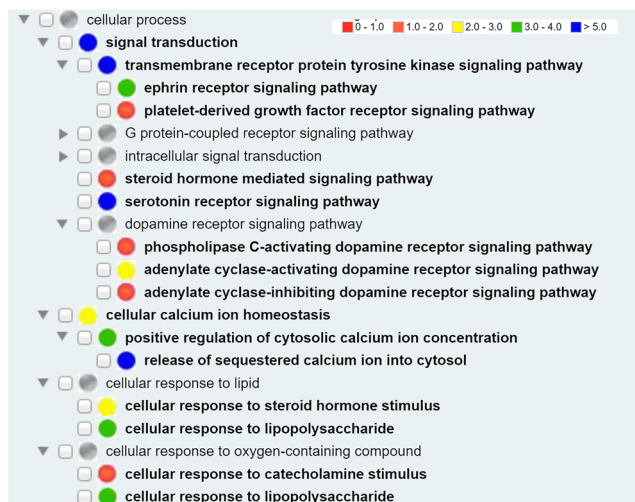 cellular process
0 - 1.0 1.0 - 2.0 2.0 - 3.0 3.0 - 4.0 > 5.0
signal transduction
transmembrane receptor protein tyrosine kinase signaling pathway
ephrin receptor signaling pathway
platelet-derived growth factor receptor signaling pathway
G protein-coupled receptor signaling pathway
intracellular signal transduction
steroid hormone mediated signaling pathway
serotonin receptor signaling pathway
dopamine receptor signaling pathway
phospholipase C-activating dopamine receptor signaling pathway
adenylate cyclase-activating dopamine receptor signaling pathway
adenylate cyclase-inhibiting dopamine receptor signaling pathway
cellular calcium ion homeostasis
positive regulation of cytosolic calcium ion concentration
release of sequestered calcium ion into cytosol
cellular response to lipid
cellular response to steroid hormone stimulus
cellular response to lipopolysaccharide
cellular response to oxygen-containing compound
cellular response to catecholamine stimulus
cellular response to lipopolysaccharide